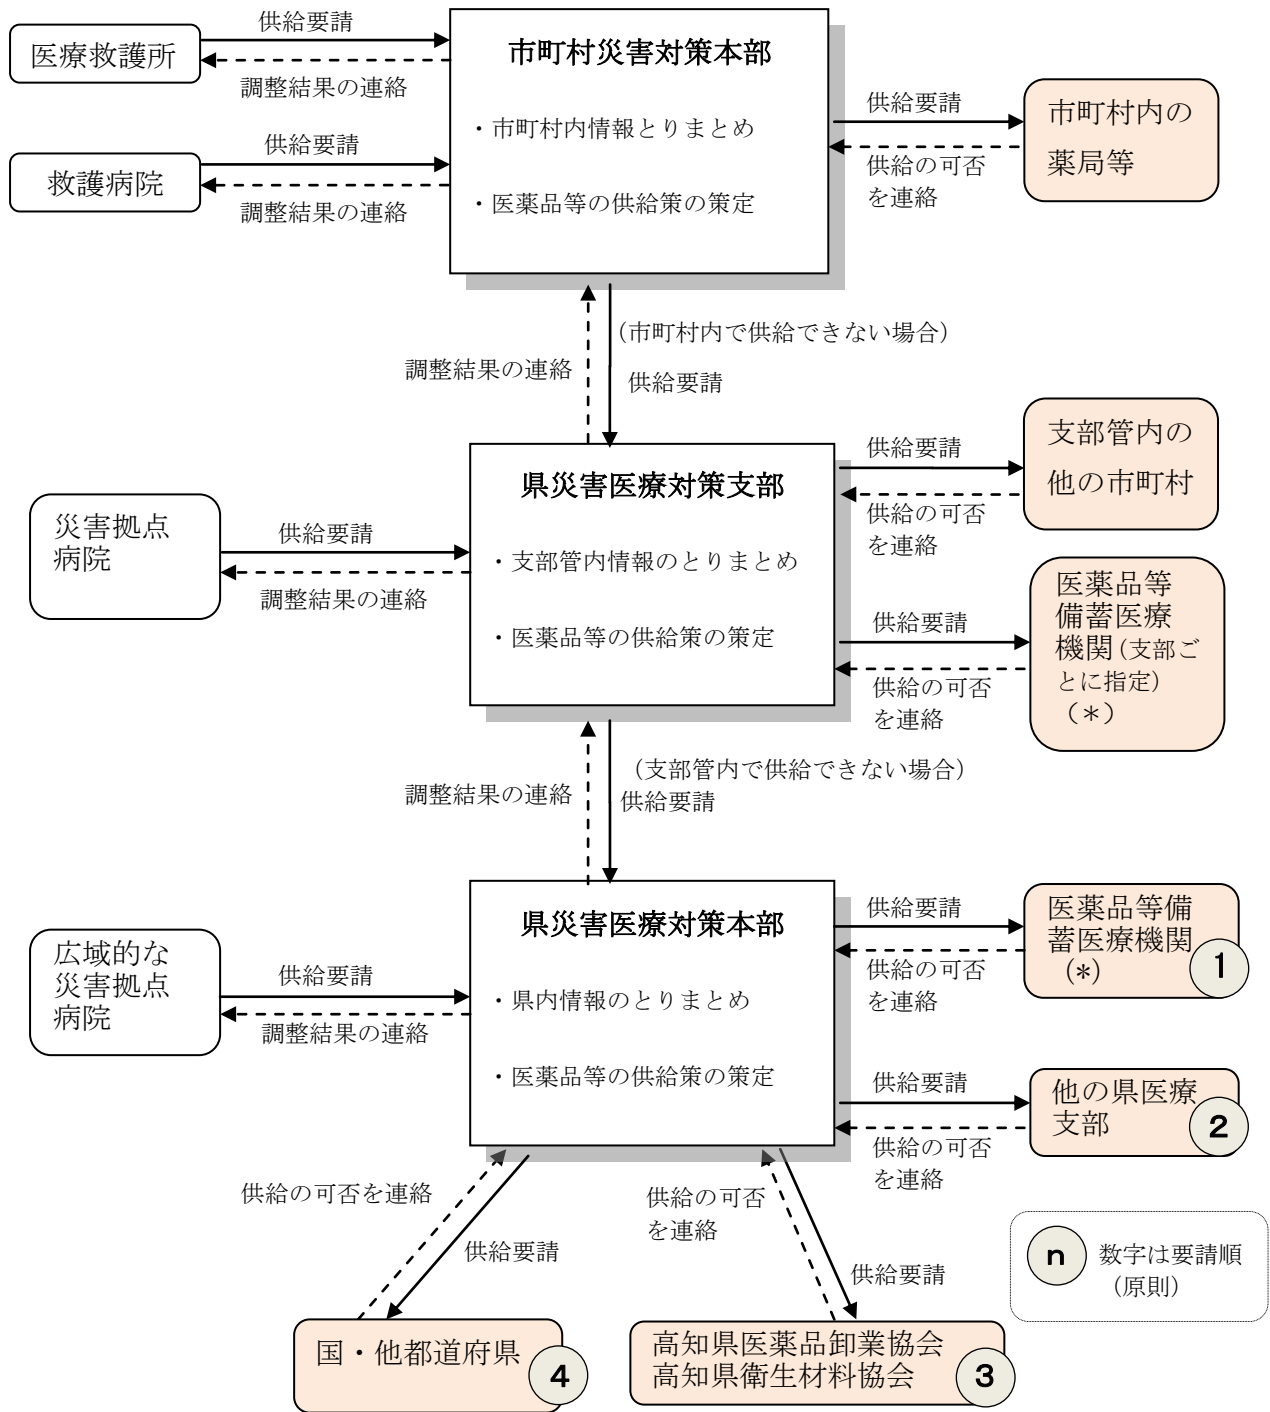 供給要請
医療救護所
調整結果の連絡
供給要請
救護病院
調整結果の連絡
市町村災害対策本部
・市町村内情報とりまとめ
・医薬品等の供給策の策定
供給要請
供給の可否
を連絡
市町村内の
薬局等
(市町村内で供給できない場合)
調整結果の連絡
供給要請
災害拠点
病院
供給要請
調整結果の連絡
県災害医療対策支部
・支部管内情報のとりまとめ
・医薬品等の供給策の策定
供給要請
供給の可否
を連絡
支部管内の
他の市町村
供給要請
供給の可否
を連絡
医薬品等
備蓄医療
機関(支部ご
とに指定)
(*)
(支部管内で供給できない場合)
調整結果の連絡
供給要請
広域的な
災害拠点
病院
供給要請
調整結果の連絡
県災害医療対策本部
・県内情報のとりまとめ
・医薬品等の供給策の策定
供給要請
供給の可否
を連絡
医薬品等備
蓄医療機関
(*)
1
供給要請
供給の可否
を連絡
他の県医療
支部
2
供給の可否を連絡
供給要請
供給の可否
を連絡
供給要請
n 数字は要請順
(原則)
国・他都道府県
4
高知県医薬品卸業協会
高知県衛生材料協会
3